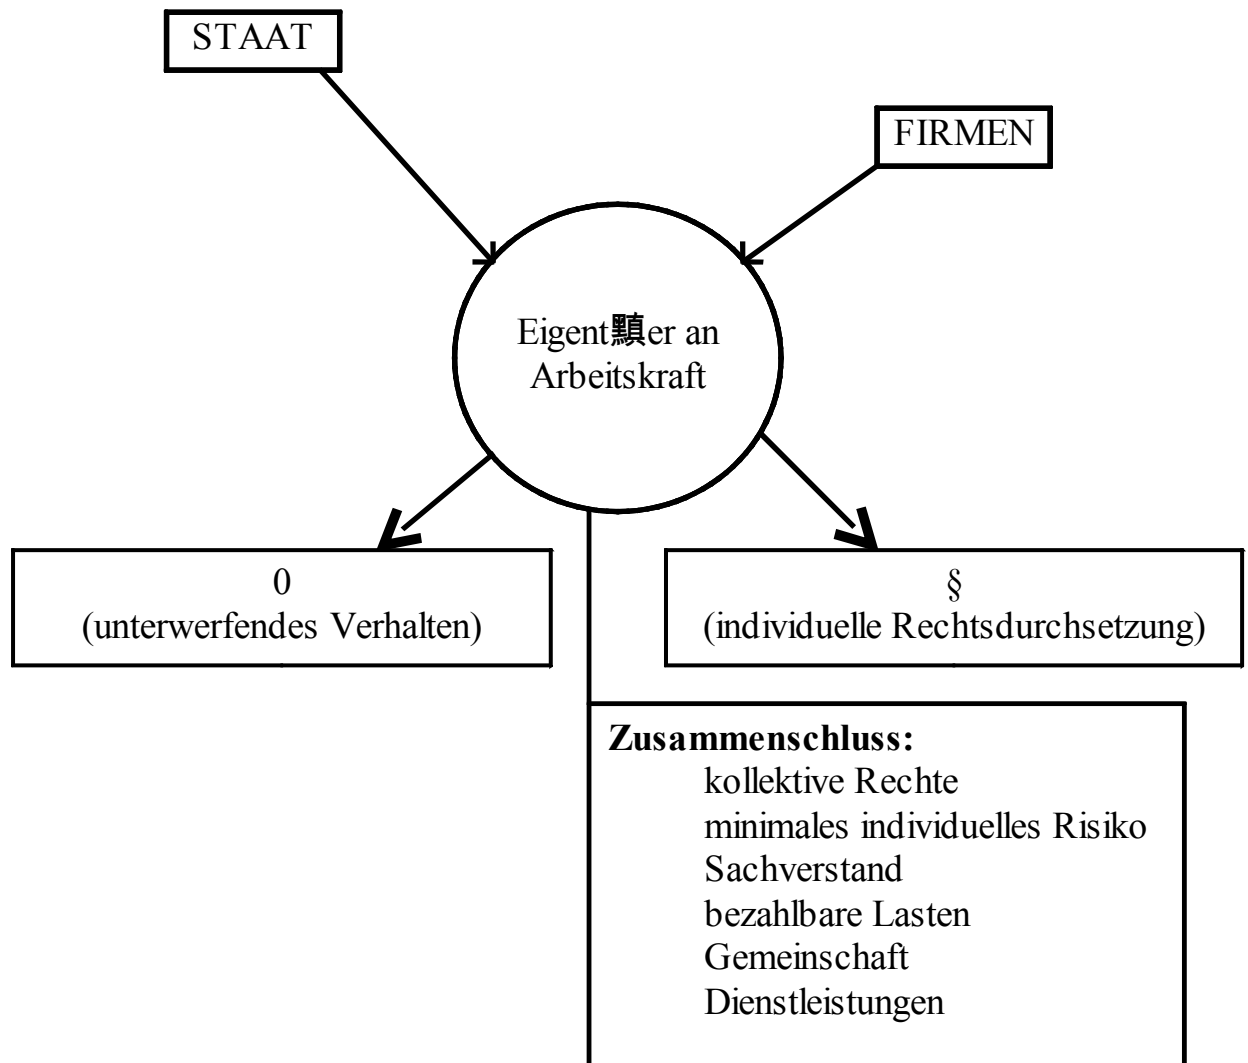 STAAT
FIRMEN
Eigent黰er an
Arbeitskraft
0
(unterwerfendes Verhalten)
§
(individuelle Rechtsdurchsetzung)
Zusammenschluss:
kollektive Rechte
minimales individuelles Risiko
Sachverstand
bezahlbare Lasten
Gemeinschaft
Dienstleistungen